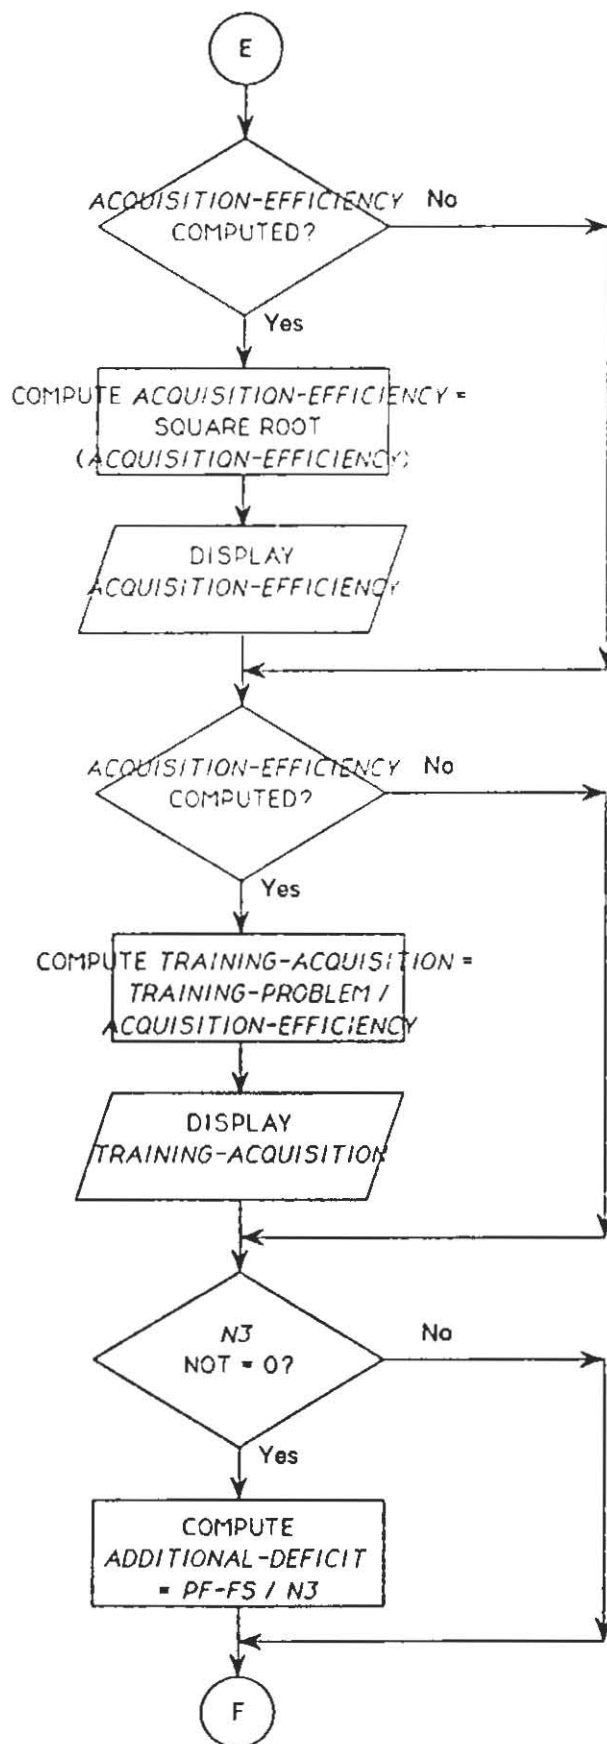 E
ACQUISITION-EFFICIENCY No
COMPUTED?
Yes
COMPUTE ACQUISITION-EFFICIENCY =
SQUARE ROOT
(ACQUISITION-EFFICIENCY)
DISPLAY
ACQUISITION-EFFICIENCY
ACQUISITION-EFFICIENCY No
COMPUTED?
Yes
COMPUTE TRAINING-ACQUISITION =
TRAINING-PROBLEM /
ACQUISITION-EFFICIENCY
DISPLAY
TRAINING-ACQUISITION
N3 No
NOT = 0?
Yes
COMPUTE
ADDITIONAL-DEFICIT
= PF-FS / N3
F